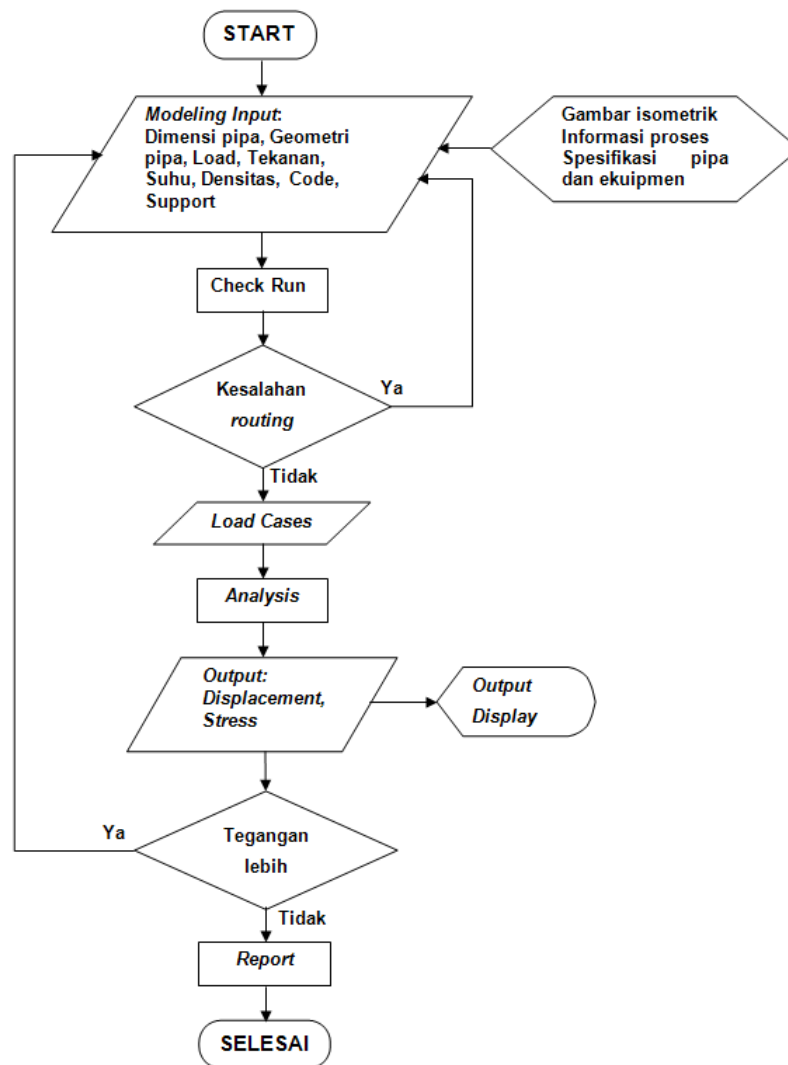 START
Modeling Input:
Dimensi pipa, Geometri
pipa, Load, Tekanan,
Suhu, Densitas, Code,
Support
Gambar isometrik
Informasi proses
Spesifikasi pipa
dan ekuipmen
Check Run
Kesalahan
routing
Ya
Tidak
Load Cases
Analysis
Output:
Displacement,
Stress
Output
Display
Ya
Tegangan
lebih
Tidak
Report
SELESAI